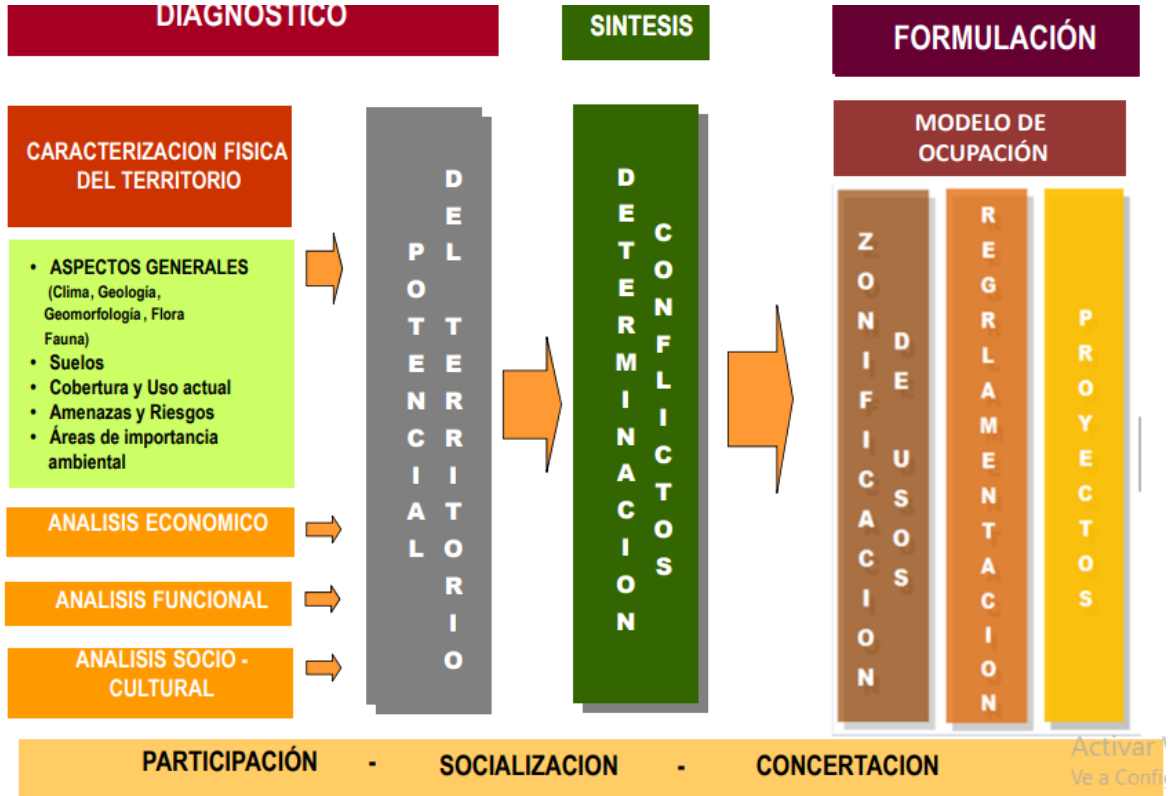 DIAGNOSTICO
SINTESIS
FORMULACIÓN
CARACTERIZACION FISICA
DEL TERRITORIO
• ASPECTOS GENERALES
(Clima, Geología,
Geomorfología, Flora
Fauna)
• Suelos
• Cobertura y Uso actual
• Amenazas y Riesgos
• Áreas de importancia
ambiental
ANALISIS ECONOMICO
ANALISIS FUNCIONAL
ANALISIS SOCIO -
CULTURAL
POTENCIAL
DEL TERRITORIO
DETERMINACION
CONFLICTOS
MODELO DE
OCUPACIÓN
ZONIFICACION
DE USOS
REGRLAMENTACION
PROYECTOS
PARTICIPACIÓN - SOCIALIZACION - CONCERTACION
Activar
Ve a Confi